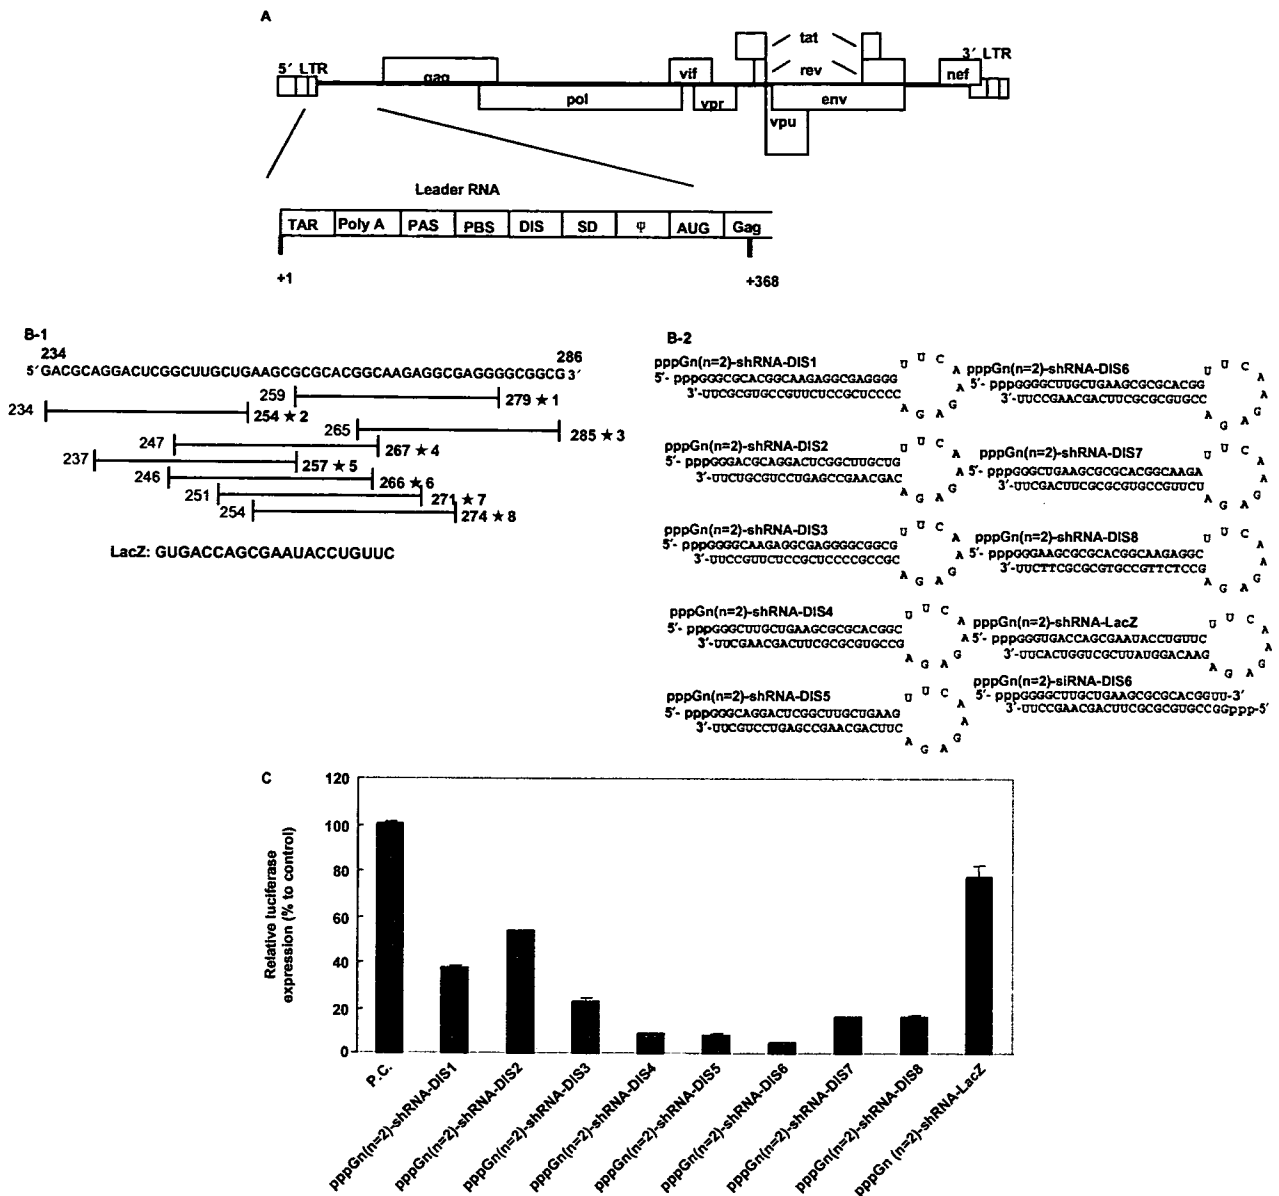 A
5′ LTR
gag
pol
vif
vpr
tat
rev
vpu
env
nef
3′ LTR
Leader RNA
TAR Poly A PAS PBS DIS SD φ AUG Gag
+1 +368
B-1
234 286
5′GACGCAGGACUCGGCUUGCUGAAGCGCGCACGGCAAGAGGCGAGGGGCGGCG3′
259 279 ★ 1
234 254 ★ 2
265 285 ★ 3
247 267 ★ 4
237 257 ★ 5
246 266 ★ 6
251 271 ★ 7
254 274 ★ 8
LacZ: GUGACCAGCGAAUACCUGUUC
B-2
pppGn(n=2)-shRNA-DIS1
5′- pppGGGCGCACGGCAAGAGGCGAGGGG
3′-UUCGCGUGCCGUUCUCCGCUCCCC
U U C A A G A G A
pppGn(n=2)-shRNA-DIS2
5′- pppGGGACGCAGGACUCGGCUUGCUG
3′-UUCUGCGUCCUGAGCCGAACGAC
U U C A A G A G A
pppGn(n=2)-shRNA-DIS3
5′- pppGGGGCAAGAGGCGAGGGGCGGCG
3′-UUCCGUUCUCCGCUCCCCGCCGC
U U C A A G A G A
pppGn(n=2)-shRNA-DIS4
5′- pppGGGCUUGCUGAAGCGCGCACGGC
3′-UUCGAACGACUUCGCGCGUGCCG
U U C A A G A G A
pppGn(n=2)-shRNA-DIS5
5′- pppGGGCAGGACUCGGCUUGCUGAAG
3′-UUCGUCCUGAGCCGAACGACUUC
U U C A A G A G A
pppGn(n=2)-shRNA-DIS6
5′- pppGGGGCUUGCUGAAGCGCGCACGG
3′-UUCCGAACGACUUCGCGCGUGCC
U U C A A G A G A
pppGn(n=2)-shRNA-DIS7
5′- pppGGGCUGAAGCGCGCACGGCAAGA
3′-UUCGACUUCGCGCGUGCCGUUCU
U U C A A G A G A
pppGn(n=2)-shRNA-DIS8
5′- pppGGGAAGCGCGCACGGCAAGAGGC
3′-UUCTTCGCGCGTGCCGTTCTCCG
U U C A A G A G A
pppGn(n=2)-shRNA-LacZ
5′- pppGGGUGACCAGCGAAUACCUGUUC
3′-UUCACUGGUCGCUUAUGGACAAG
U U C A A G A G A
pppGn(n=2)-siRNA-DIS6
5′- pppGGGGCUUGCUGAAGCGCGCACGGUU-3′
3′-UUCCGAACGACUUCGCGCGUGCCGGppp-5′
C
Relative luciferase
expression (% to control)
120
100
80
60
40
20
0
P.C.
pppGn(n=2)-shRNA-DIS1
pppGn(n=2)-shRNA-DIS2
pppGn(n=2)-shRNA-DIS3
pppGn(n=2)-shRNA-DIS4
pppGn(n=2)-shRNA-DIS5
pppGn(n=2)-shRNA-DIS6
pppGn(n=2)-shRNA-DIS7
pppGn(n=2)-shRNA-DIS8
pppGn (n=2)-shRNA-LacZ